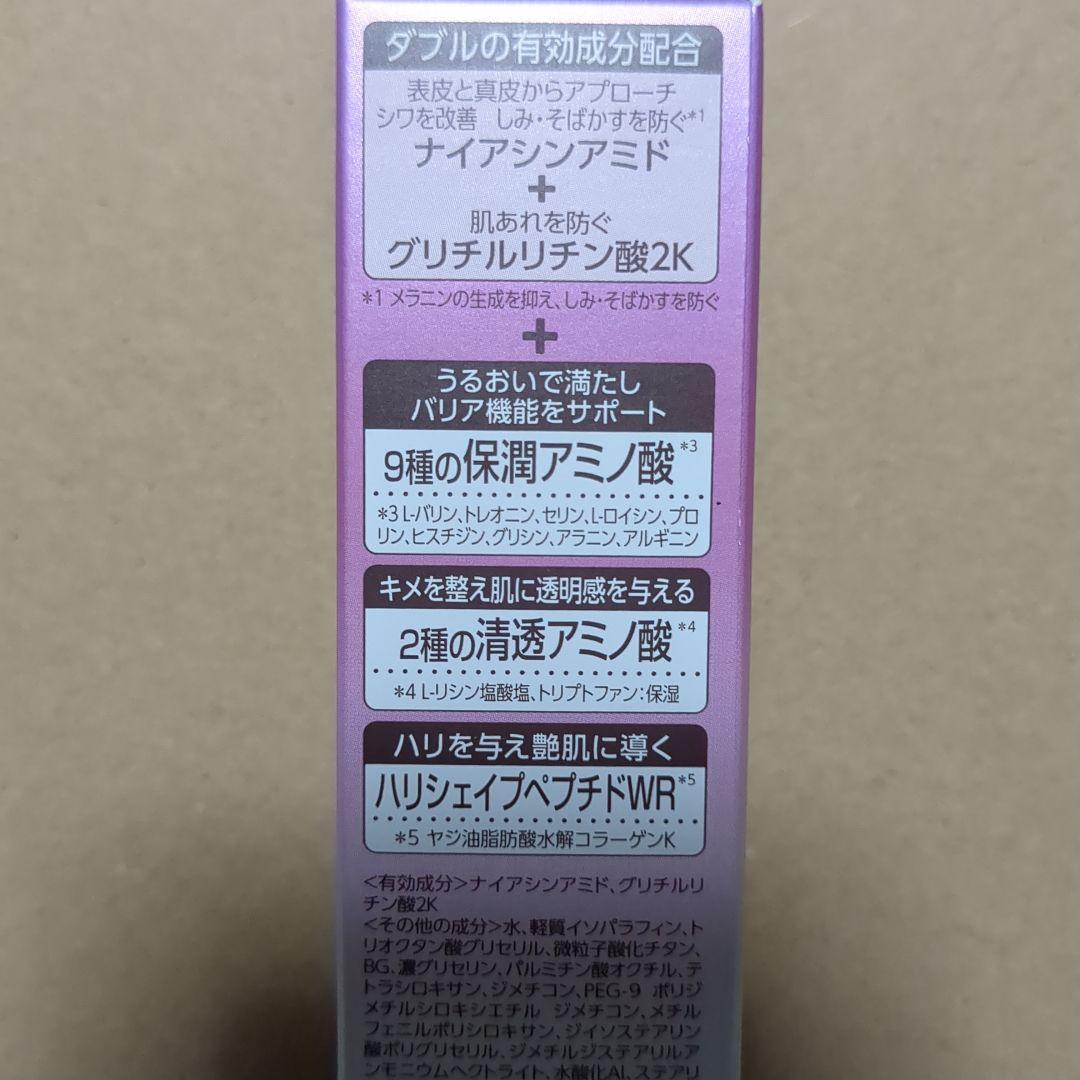 ダブルの有効成分配合
表皮と真皮からアプローチ
シワを改善 しみ・そばかすを防ぐ*1
ナイアシンアミド
+
肌あれを防ぐ
グリチルリチン酸2K
*1 メラニンの生成を抑え、しみ・そばかすを防ぐ
+
うるおいで満たし
バリア機能をサポート
9種の保潤アミノ酸*3
*3 L-バリン、トレオニン、セリン、L-ロイシン、プロ
リン、ヒスチジン、グリシン、アラニン、アルギニン
キメを整え肌に透明感を与える
2種の清透アミノ酸*4
*4 L-リシン塩酸塩、トリプトファン：保湿
ハリを与え艶肌に導く
ハリシェイプペプチドWR*5
*5 ヤシ油脂肪酸水解コラーゲンK
<有効成分>ナイアシンアミド、グリチルリ
チン酸2K
<その他の成分>水、軽質イソパラフィン、ト
リオクタン酸グリセリル、微粒子酸化チタン、
BG、濃グリセリン、パルミチン酸オクチル、テ
トラシロキサン、ジメチコン、PEG-9 ポリジ
メチルシロキシエチル ジメチコン、メチル
フェニルポリシロキサン、ジイソステアリン
酸ポリグリセリル、ジメチルジステアリルア
ンモニウムヘクトライト、水酸化Al、ステアリ